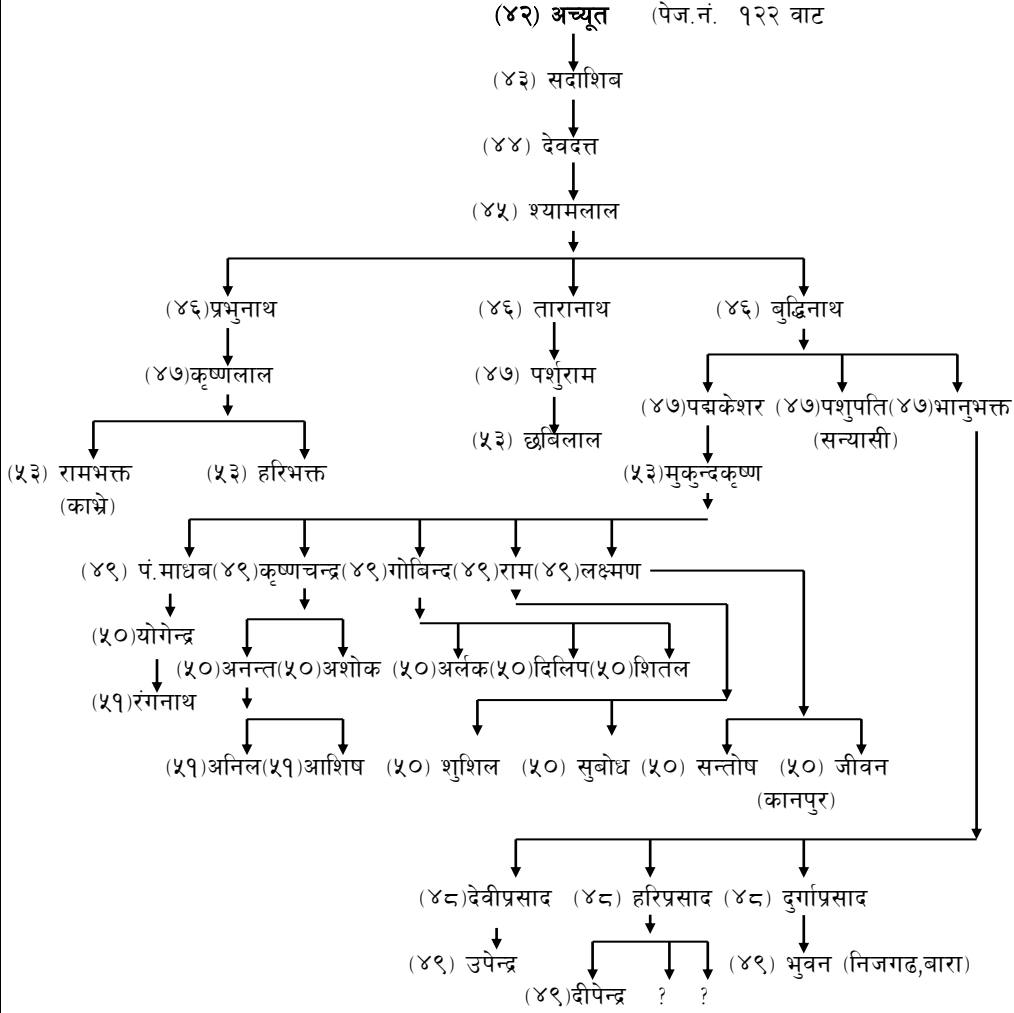 (४२) अच्यूत (पेज.नं. १२२ वाट
(४३) सदाशिब
(४४) देवदत्त
(४५) श्यामलाल
(४६)प्रभुनाथ (४६) तारानाथ (४६) बुद्धिनाथ
(४७)कृष्णलाल (४७) पर्शुराम
(४७)पद्मकेशर (४७)पशुपति(४७)भानुभक्त
(सन्यासी)
(५३) छबिलाल
(५३) रामभक्त (५३) हरिभक्त (५३)मुकुन्दकृष्ण
(काभ्रे)
(४९) पं.माधब(४९)कृष्णचन्द्र(४९)गोबिन्द(४९)राम(४९)लक्ष्मण
(५०)योगेन्द्र
(५०)अनन्त(५०)अशोक (५०)अर्लक(५०)दिलिप(५०)शितल
(५१)रंगनाथ
(५१)अनिल(५१)आशिष (५०) शुशिल (५०) सुबोध (५०) सन्तोष (५०) जीवन
(कानपुर)
(४८)देवीप्रसाद (४८) हरिप्रसाद (४८) दुर्गाप्रसाद
(४९) उपेन्द्र (४९) भुवन (निजगढ,बारा)
(४९)दीपेन्द्र ? ?